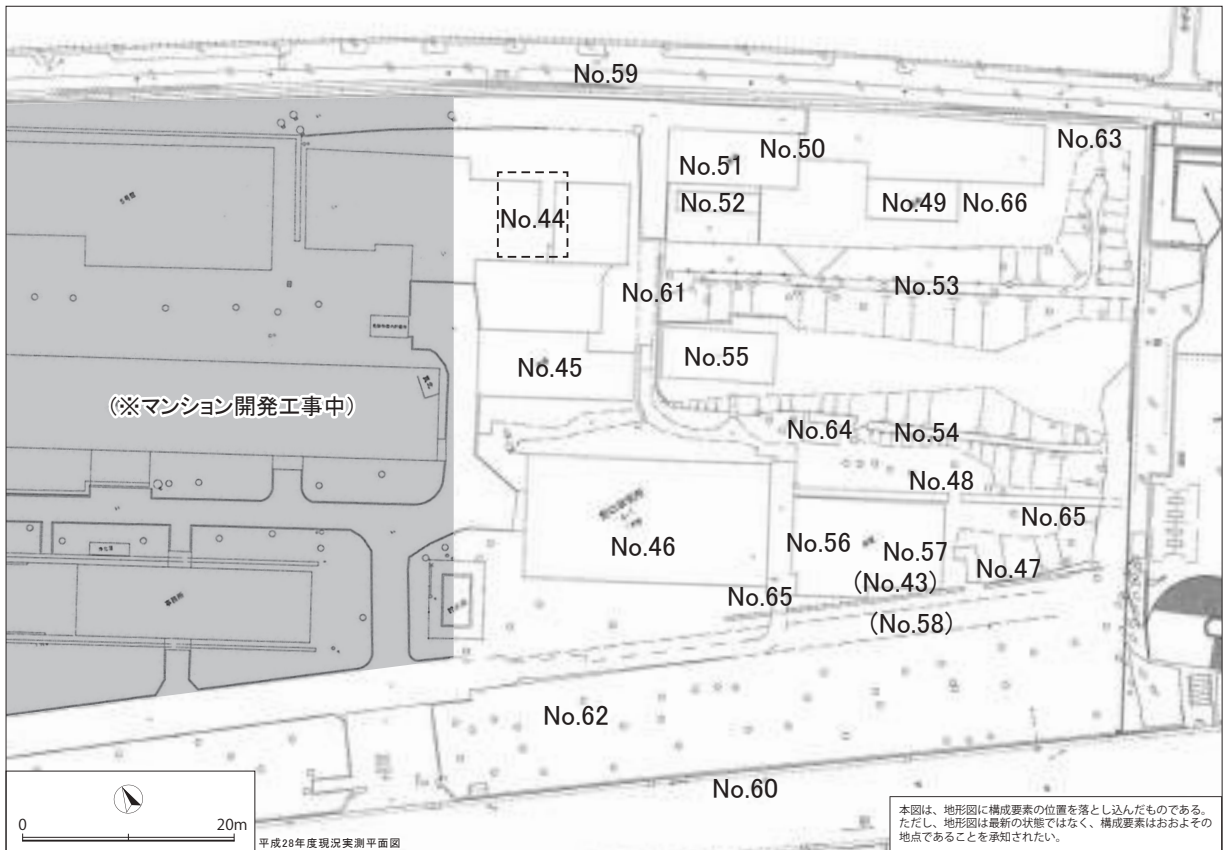 No.59
No.63
No.50
No.51
No.52
No.49
No.66
No.44
No.53
No.61
No.55
No.45
(※マンション開発工事中)
No.64
No.54
No.48
No.65
No.46
No.56
No.57
(No.43)
No.47
No.65
(No.58)
No.62
No.60
0
20m
平成28年度現況実測平面図
本図は、地形図に構成要素の位置を落とし込んだものである。
ただし、地形図は最新の状態ではなく、構成要素はおおよその
地点であることを承知されたい。